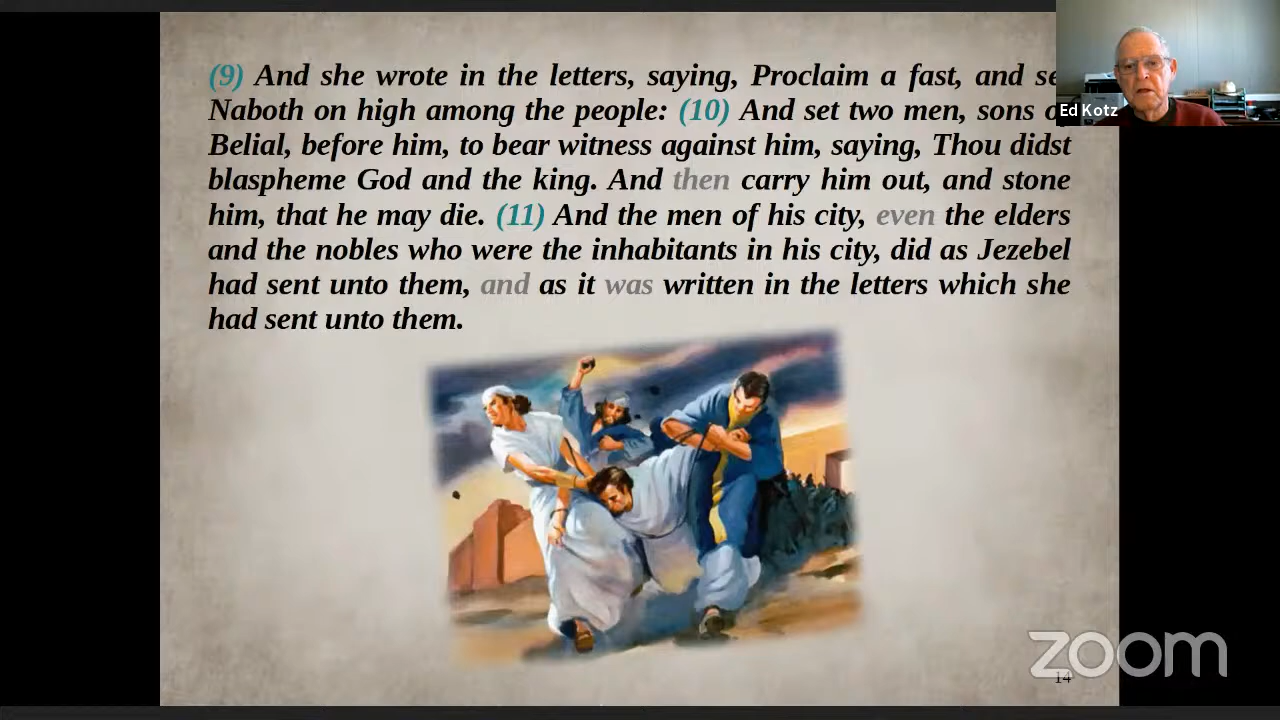 (9) And she wrote in the letters, saying, Proclaim a fast, and se
Naboth on high among the people: (10) And set two men, sons o
Belial, before him, to bear witness against him, saying, Thou didst
blaspheme God and the king. And then carry him out, and stone
him, that he may die. (11) And the men of his city, even the elders
and the nobles who were the inhabitants in his city, did as Jezebel
had sent unto them, and as it was written in the letters which she
had sent unto them.
Ed Kotz
zoom
14